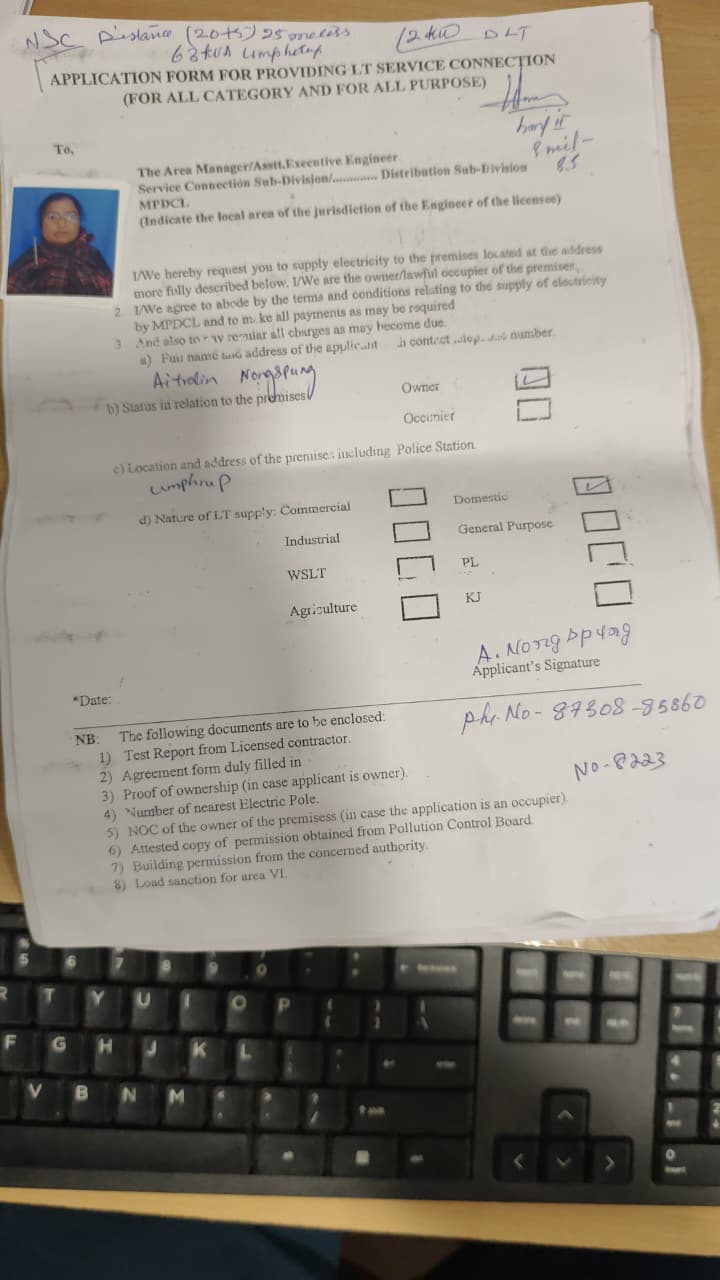 NSC Distance (20+5) 25 meters
63 KVA Umphrup
(2 kW) DLT
APPLICATION FORM FOR PROVIDING LT SERVICE CONNECTION
(FOR ALL CATEGORY AND FOR ALL PURPOSE)
To,
The Area Manager/Asstt.Executive Engineer
Service Connection Sub-Division/............. Distribution Sub-Division
MPDCL
(Indicate the local area of the jurisdiction of the Engineer of the licensee)
I/We hereby request you to supply electricity to the premises located at the address
more fully described below. I/We are the owner/lawful occupier of the premises,
2. I/We agree to abode by the terms and conditions relating to the supply of electricity
by MPDCL and to make all payments as may be required
3 And also to pay regular all charges as may become due.
a) Full name and address of the applicant contact number.
Aitrolin Nongspung
b) Status in relation to the premises
Owner
Occupier
c) Location and address of the premises including Police Station.
Umphrup
d) Nature of LT supply: Commercial
Domestic
Industrial
General Purpose
WSLT
PL
Agriculture
KJ
A. Nongspung
Applicant's Signature
*Date:
Ph. No - 87308-85860
NB: The following documents are to be enclosed:
1) Test Report from Licensed contractor.
2) Agreement form duly filled in
No-8223
3) Proof of ownership (in case applicant is owner).
4) Number of nearest Electric Pole.
5) NOC of the owner of the premisess (in case the application is an occupier).
6) Attested copy of permission obtained from Pollution Control Board.
7) Building permission from the concerned authority.
8) Load sanction for area VI.
5 6 7 8 9 0
R T Y U I O P
F G H J K L
V B N M